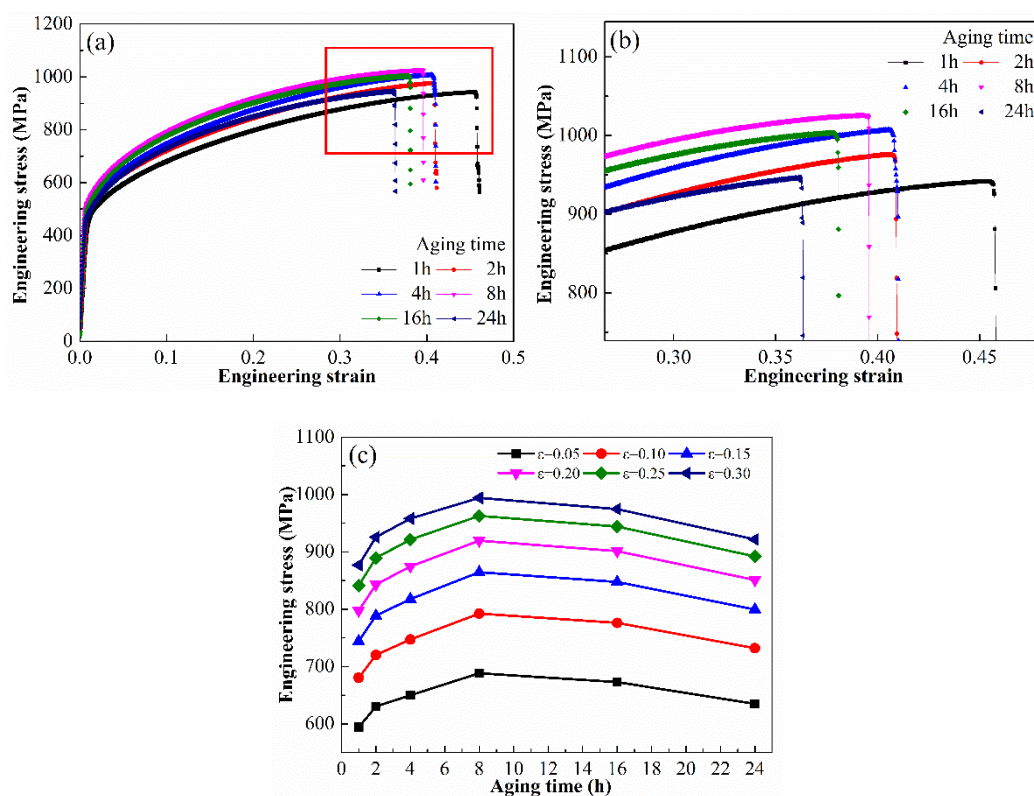 (a)
1200
1000
800
600
400
200
0
0.0 0.1 0.2 0.3 0.4 0.5
Engineering stress (MPa)
Engineering strain
Aging time
1h 2h
4h 8h
16h 24h
(b)
1100
1000
900
800
0.30 0.35 0.40 0.45
Engineering stress (MPa)
Engineering strain
Aging time
1h 2h
4h 8h
16h 24h
(c)
1100
1000
900
800
700
600
0 2 4 6 8 10 12 14 16 18 20 22 24
Engineering stress (MPa)
Aging time (h)
ε=0.05 ε=0.10 ε=0.15
ε=0.20 ε=0.25 ε=0.30